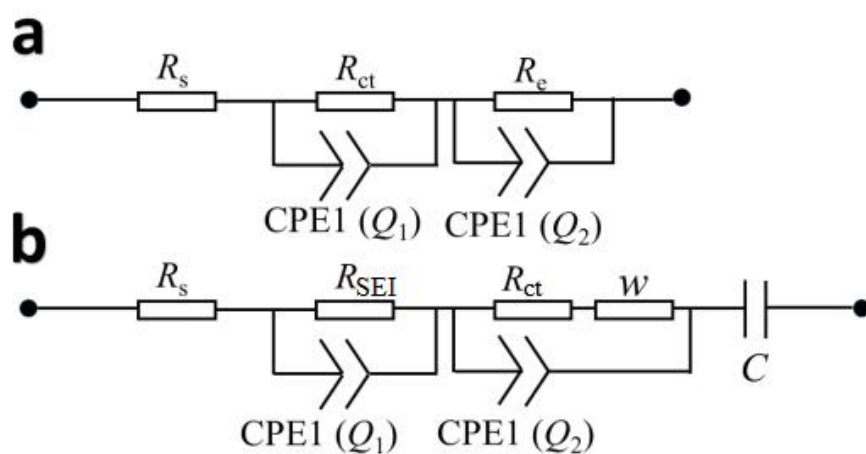 a
Rs Rct Re
CPE1 (Q1) CPE1 (Q2)
b
Rs RSEI Rct w
C
CPE1 (Q1) CPE1 (Q2)